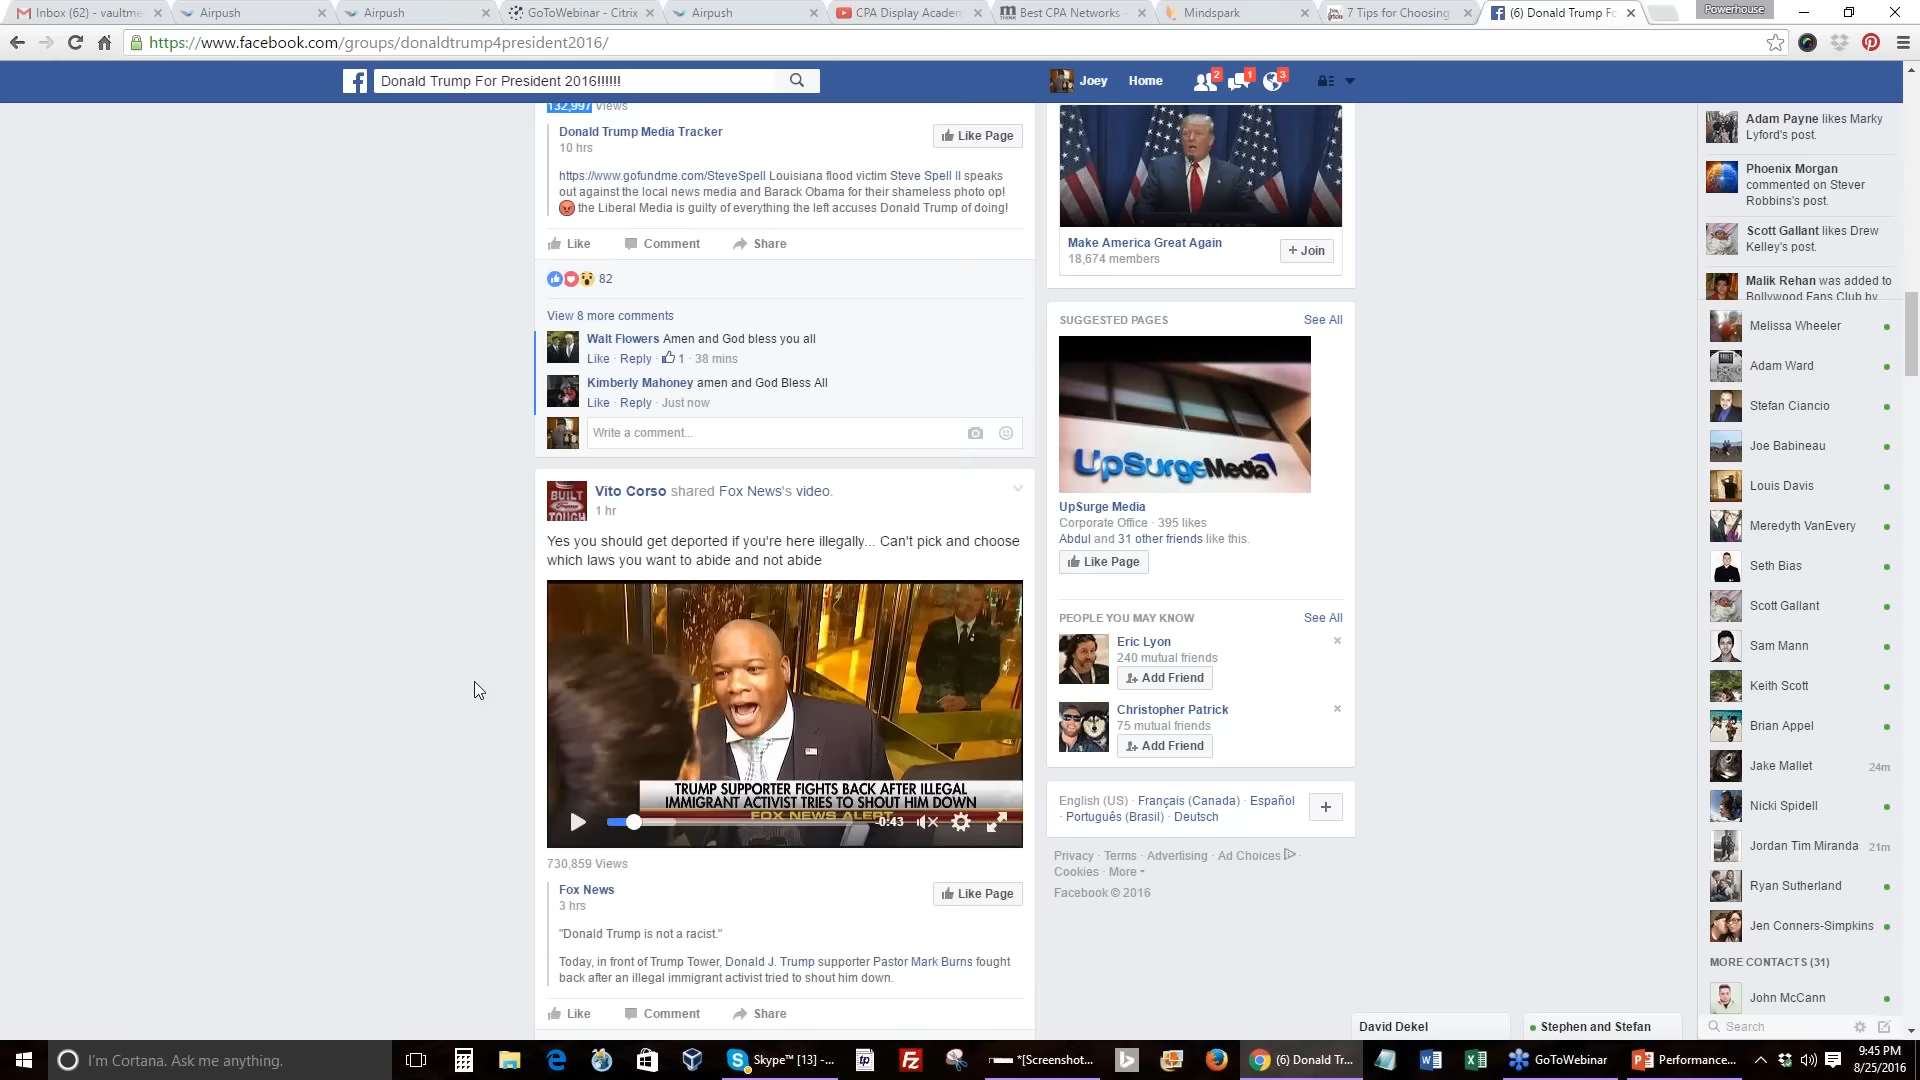 Inbox (62) - vaultme
Airpush
Airpush
GoToWebinar - Citrix
Airpush
CPA Display Academ
Best CPA Networks -
Mindspark
7 Tips for Choosing
(6) Donald Trump Fo
Powerhouse
https://www.facebook.com/groups/donaldtrump4president2016/
Donald Trump For President 2016!!!!!!
Joey
Home
2
1
3
132,997 Views
Donald Trump Media Tracker
10 hrs
Like Page
https://www.gofundme.com/SteveSpell Louisiana flood victim Steve Spell II speaks
out against the local news media and Barack Obama for their shameless photo op!
the Liberal Media is guilty of everything the left accuses Donald Trump of doing!
Like Comment Share
82
View 8 more comments
Walt Flowers Amen and God bless you all
Like · Reply · 1 · 38 mins
Kimberly Mahoney amen and God Bless All
Like · Reply · Just now
Write a comment...
Vito Corso shared Fox News's video.
1 hr
Yes you should get deported if you're here illegally... Can't pick and choose
which laws you want to abide and not abide
BUILT
TOUGH
TRUMP SUPPORTER FIGHTS BACK AFTER ILLEGAL
IMMIGRANT ACTIVIST TRIES TO SHOUT HIM DOWN
FOX NEWS ALERT
-0:43
730,859 Views
Fox News
3 hrs
Like Page
"Donald Trump is not a racist."
Today, in front of Trump Tower, Donald J. Trump supporter Pastor Mark Burns fought
back after an illegal immigrant activist tried to shout him down.
Like Comment Share
Make America Great Again
18,674 members
+ Join
SUGGESTED PAGES See All
UpSurgeMedia
UpSurge Media
Corporate Office · 395 likes
Abdul and 31 other friends like this.
Like Page
PEOPLE YOU MAY KNOW See All
Eric Lyon
240 mutual friends
Add Friend
Christopher Patrick
75 mutual friends
Add Friend
English (US) · Français (Canada) · Español
· Português (Brasil) · Deutsch
Privacy · Terms · Advertising · Ad Choices ·
Cookies · More
Facebook © 2016
Adam Payne likes Marky
Lyford's post.
Phoenix Morgan
commented on Stever
Robbins's post.
Scott Gallant likes Drew
Kelley's post.
Malik Rehan was added to
Bollywood Fans Club by
Melissa Wheeler
Adam Ward
Stefan Ciancio
Joe Babineau
Louis Davis
Meredyth VanEvery
Seth Bias
Scott Gallant
Sam Mann
Keith Scott
Brian Appel
Jake Mallet 24m
Nicki Spidell
Jordan Tim Miranda 21m
Ryan Sutherland
Jen Conners-Simpkins
MORE CONTACTS (31)
John McCann
Search
David Dekel
Stephen and Stefan
I'm Cortana. Ask me anything.
Skype™ [13] -...
*[Screenshot...
(6) Donald Tr...
GoToWebinar
Performance...
9:45 PM
8/25/2016